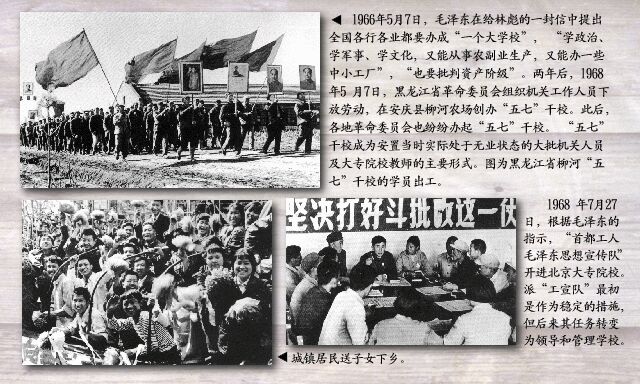 ◀ 1966年5月7日，毛泽东在给林彪的一封信中提出
全国各行各业都要办成“一个大学校”，“学政治、
学军事、学文化，又能从事农副业生产，又能办一些
中小工厂”，“也要批判资产阶级”。两年后，1968
年5月7日，黑龙江省革命委员会组织机关工作人员下
放劳动，在安庆县柳河农场创办“五七”干校。此后，
各地革命委员会也纷纷办起“五七”干校。“五七”
干校成为安置当时实际处于无业状态的大批机关人员
及大专院校教师的主要形式。图为黑龙江省柳河“五
七”干校的学员出工。
坚决打好斗批改这一仗
1968年7月27
日，根据毛泽东的
指示，“首都工人
毛泽东思想宣传队”
开进北京大专院校。
派“工宣队”最初
是作为稳定的措施，
但后来其任务转变
为领导和管理学校。
◀ 城镇居民送子女下乡。